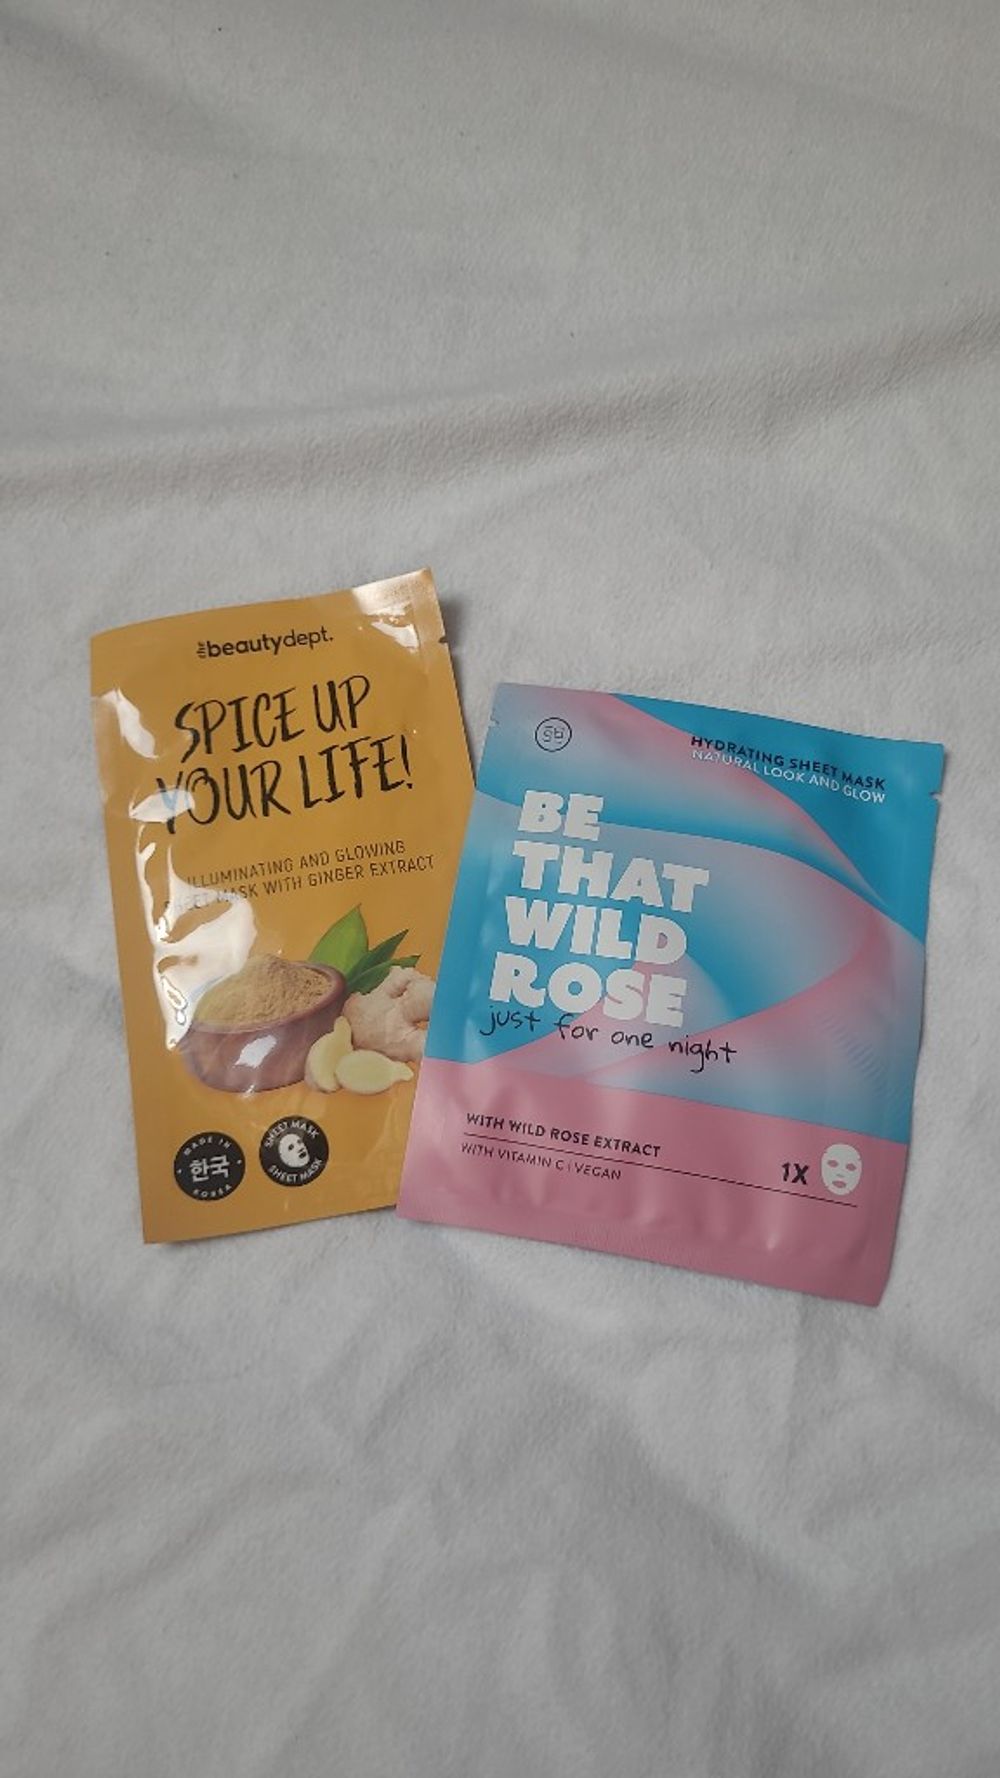 the beautydept.
SPICE UP
YOUR LIFE!
ILLUMINATING AND GLOWING
SHEET MASK WITH GINGER EXTRACT
MADE IN
한국
KOREA
SHEET MASK
SHEET MASK
HYDRATING SHEET MASK
NATURAL LOOK AND GLOW
BE
THAT
WILD
ROSE
just for one night
WITH WILD ROSE EXTRACT
WITH VITAMIN C | VEGAN
1X